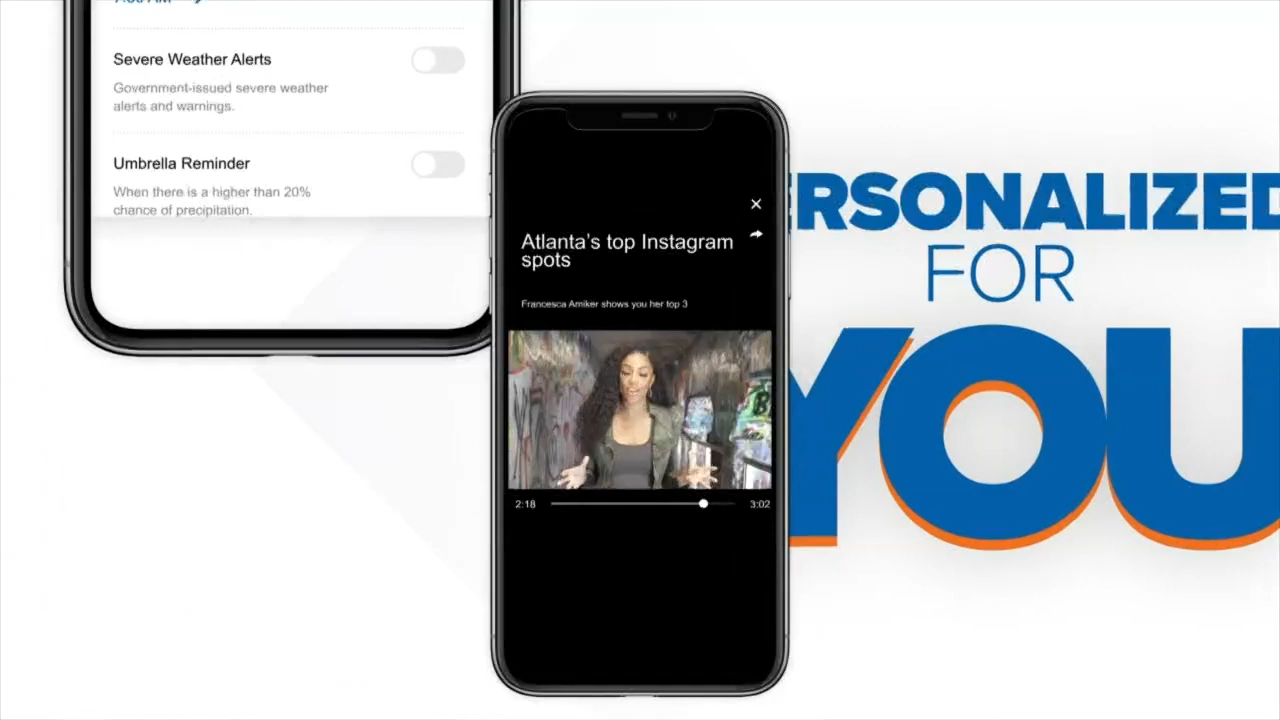 Severe Weather Alerts
Government-issued severe weather
alerts and warnings.
Umbrella Reminder
When there is a higher than 20%
chance of precipitation.
Atlanta's top Instagram
spots
Francesca Amiker shows you her top 3
2:18
3:02
ERSONALIZED
FOR
YOU